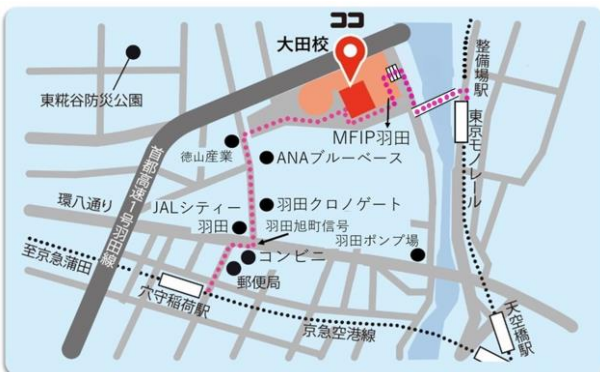 ココ
大田校
東糀谷防災公園
整備場駅
東京モノレール
MFIP羽田
徳山産業
ANAブルーベース
首都高速1号羽田線
環八通り
JALシティー
羽田
羽田クロノゲート
羽田旭町信号
羽田ポンプ場
コンビニ
郵便局
至京急蒲田
穴守稲荷駅
京急空港線
天空橋駅